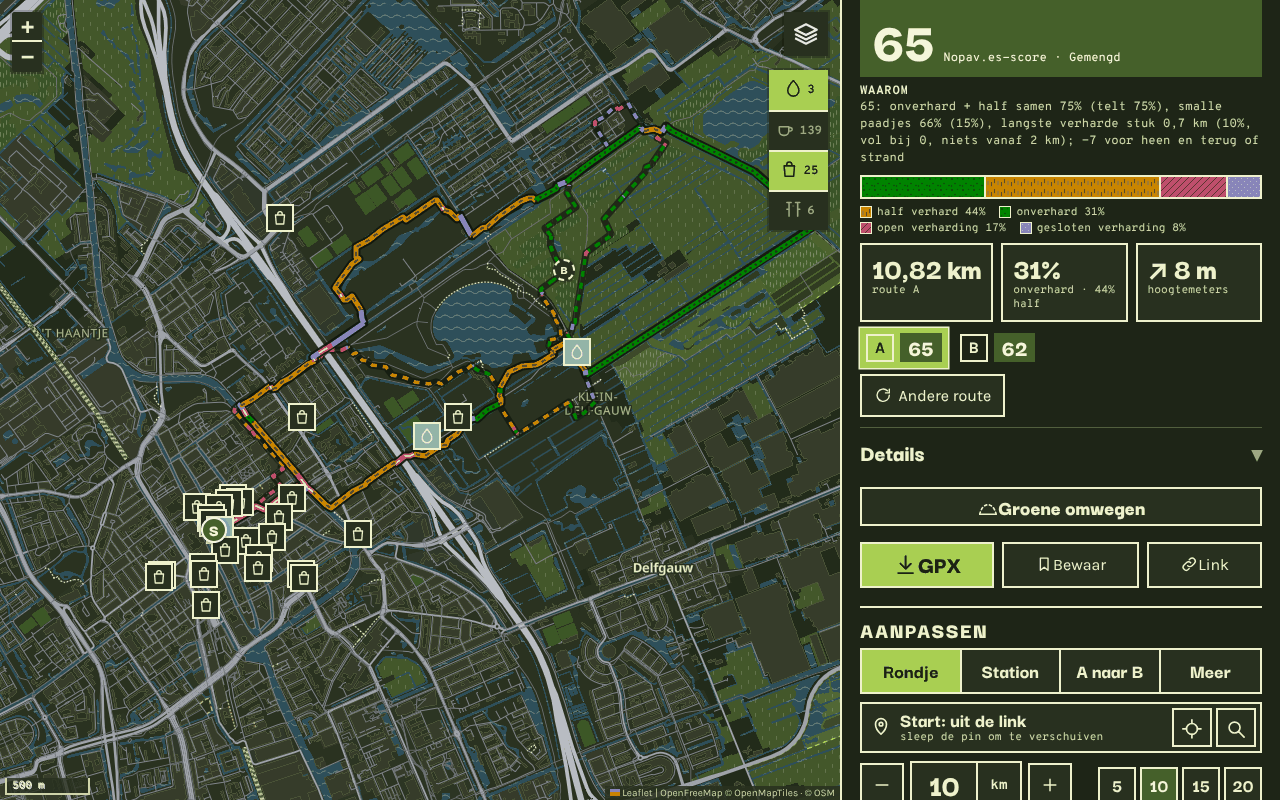 +
−
3
139
25
6
'T HAANTJE
B
KLEIN-
DELFGAUW
S
Delfgauw
500 m
Leaflet | OpenFreeMap © OpenMapTiles · © OSM
65 Nopav.es-score · Gemengd
WAAROM
65: onverhard + half samen 75% (telt 75%), smalle
paadjes 66% (15%), langste verharde stuk 0,7 km (10%,
vol bij 0, niets vanaf 2 km); −7 voor heen en terug of
strand
half verhard 44% onverhard 31%
open verharding 17% gesloten verharding 8%
10,82 km
route A
31%
onverhard · 44%
half
8 m
hoogtemeters
A 65 B 62
Andere route
Details ▼
Groene omwegen
GPX Bewaar Link
AANPASSEN
Rondje Station A naar B Meer
Start: uit de link
sleep de pin om te verschuiven
− 10 km + 5 10 15 20